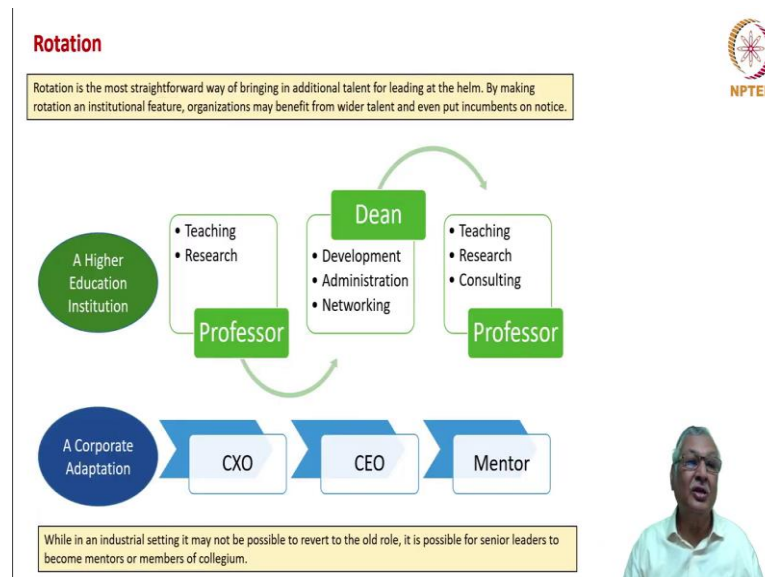 Rotation
NPTEL
Rotation is the most straightforward way of bringing in additional talent for leading at the helm. By making
rotation an institutional feature, organizations may benefit from wider talent and even put incumbents on notice.
A Higher
Education
Institution
• Teaching
• Research
Professor
Dean
• Development
• Administration
• Networking
• Teaching
• Research
• Consulting
Professor
A Corporate
Adaptation
CXO
CEO
Mentor
While in an industrial setting it may not be possible to revert to the old role, it is possible for senior leaders to
become mentors or members of collegium.